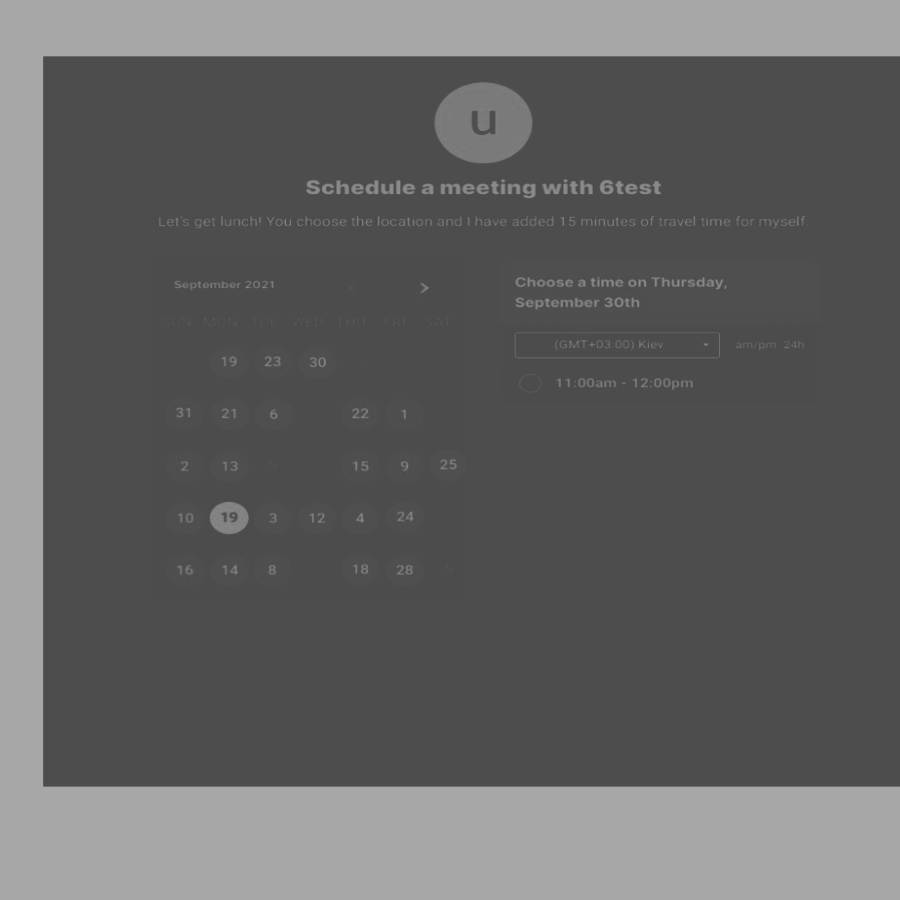 u
Schedule a meeting with 6test
Let's get lunch! You choose the location and I have added 15 minutes of travel time for myself.
September 2021
SUN MON TUE WED THU FRI SAT
19 23 30
31 21 6 22 1
2 13 15 9 25
10 19 3 12 4 24
16 14 8 18 28
Choose a time on Thursday,
September 30th
(GMT+03:00) Kiev
am/pm 24h
11:00am - 12:00pm